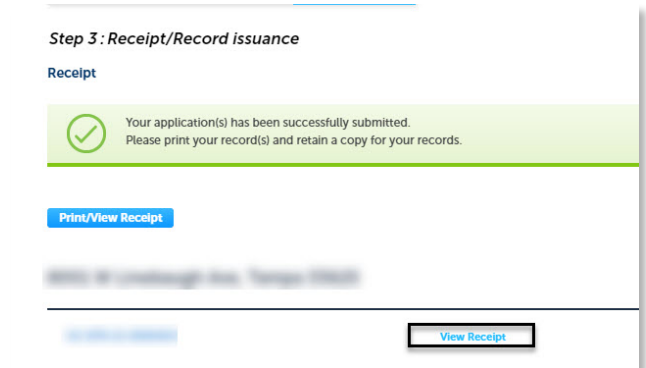 Step 3 : Receipt/Record issuance
Receipt
Your application(s) has been successfully submitted.
Please print your record(s) and retain a copy for your records.
Print/View Receipt
View Receipt